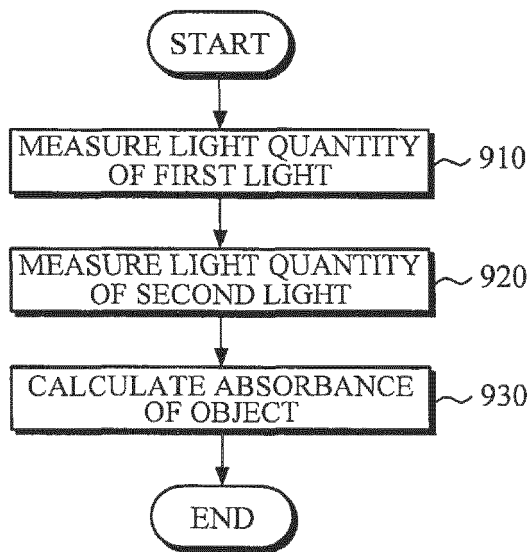 START
MEASURE LIGHT QUANTITY
OF FIRST LIGHT
910
MEASURE LIGHT QUANTITY
OF SECOND LIGHT
920
CALCULATE ABSORBANCE
OF OBJECT
930
END